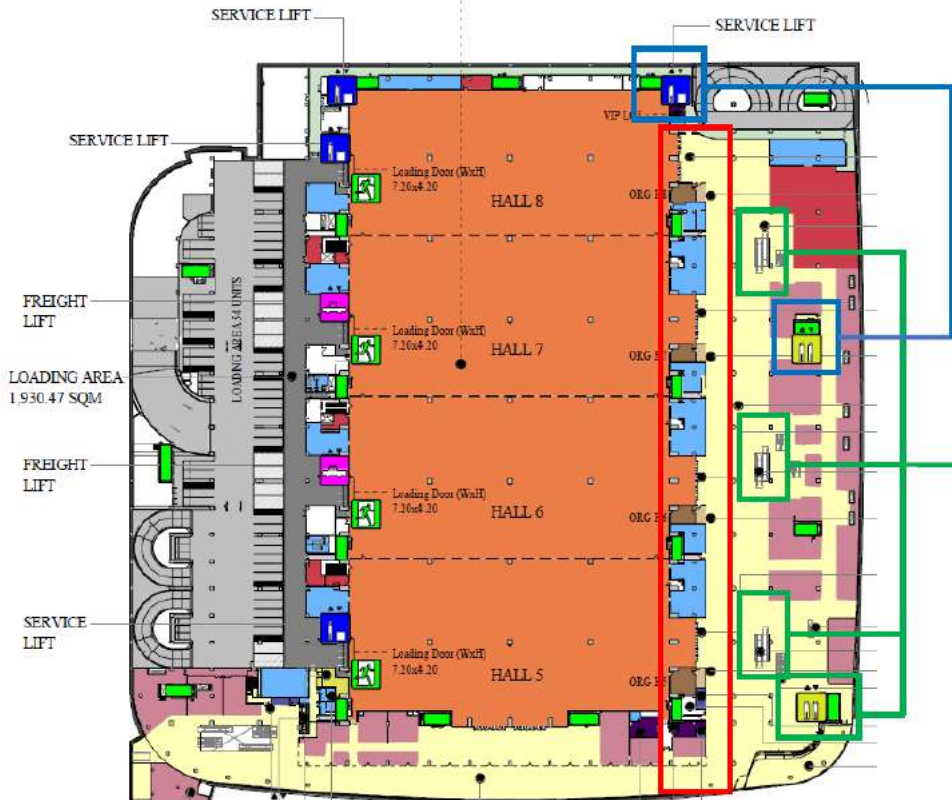 SERVICE LIFT
SERVICE LIFT
VIP
SERVICE LIFT
Loading Door (WxH)
7.20x4.20
HALL 8
ORG
FREIGHT
LIFT
LOADING AREA 34 UNITS
Loading Door (WxH)
7.20x4.20
HALL 7
ORG
LOADING AREA
1,930.47 SQM
FREIGHT
LIFT
Loading Door (WxH)
7.20x4.20
HALL 6
ORG
SERVICE
LIFT
Loading Door (WxH)
7.20x4.20
HALL 5
ORG